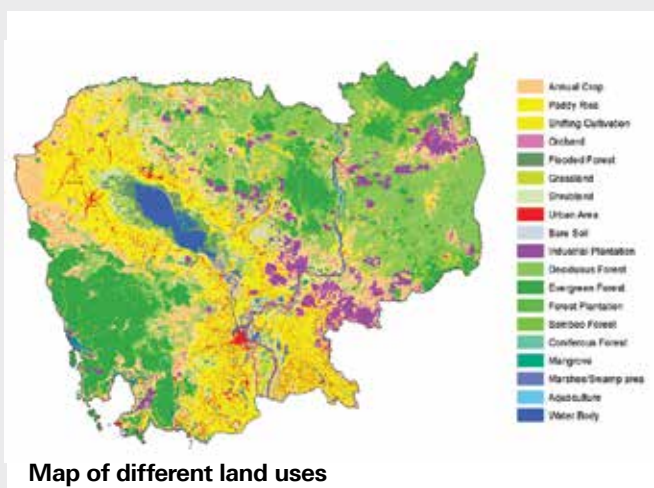 Annual Crop
Paddy Rice
Shifting Cultivation
Orchard
Flooded Forest
Grassland
Shrubland
Urban Area
Bare Soil
Industrial Plantation
Deciduous Forest
Evergreen Forest
Forest Plantation
Bamboo Forest
Coniferous Forest
Mangrove
Marshes/Swamp area
Aquaculture
Water Body
Map of different land uses